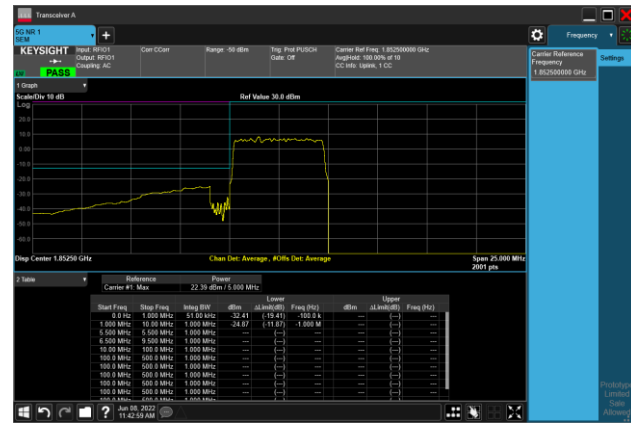 Transceiver A
5G NR 1
SEM
Frequency
KEYSIGHT Input: RFIO1 Corr CCorr Range: -50 dBm Trig: Prot PUSCH Carrier Ref Freq: 1.852500000 GHz
Output: RFIO1 Gate: Off Avg|Hold: 100.00% of 10
Coupling: AC CC Info: Uplink, 1 CC
PASS
Carrier Reference Frequency
1.852500000 GHz
Settings
1 Graph
Scale/Div 10 dB Ref Value 30.0 dBm
Log
20.0
10.0
0.00
-10.0
-20.0
-30.0
-40.0
-50.0
-60.0
Disp Center 1.85250 GHz Chan Det: Average, #Offs Det: Average Span 25.000 MHz
2001 pts
2 Table
Reference Power
Carrier #1 Max 22.39 dBm / 5.000 MHz
Lower Upper
Start Freq Stop Freq Integ BW dBm ΔLimit(dB) Freq (Hz) dBm ΔLimit(dB) Freq (Hz)
0.0 Hz 1.000 MHz 51.00 kHz -32.41 (-19.41) -100.0 k --- (---) ---
1.000 MHz 10.00 MHz 1.000 MHz -24.87 (-11.87) -1.000 M --- (---) ---
5.500 MHz 5.500 MHz 1.000 MHz --- (---) --- --- (---) ---
6.500 MHz 9.500 MHz 1.000 MHz --- (---) --- --- (---) ---
10.00 MHz 100.0 MHz 1.000 MHz --- (---) --- --- (---) ---
100.0 MHz 500.0 MHz 1.000 MHz --- (---) --- --- (---) ---
100.0 MHz 500.0 MHz 1.000 MHz --- (---) --- --- (---) ---
100.0 MHz 500.0 MHz 1.000 MHz --- (---) --- --- (---) ---
100.0 MHz 500.0 MHz 1.000 MHz --- (---) --- --- (---) ---
100.0 MHz 500.0 MHz 1.000 MHz --- (---) --- --- (---) ---
Prototype
Limited
Sale
Allowed
? Jun 08, 2022
11:42:59 AM